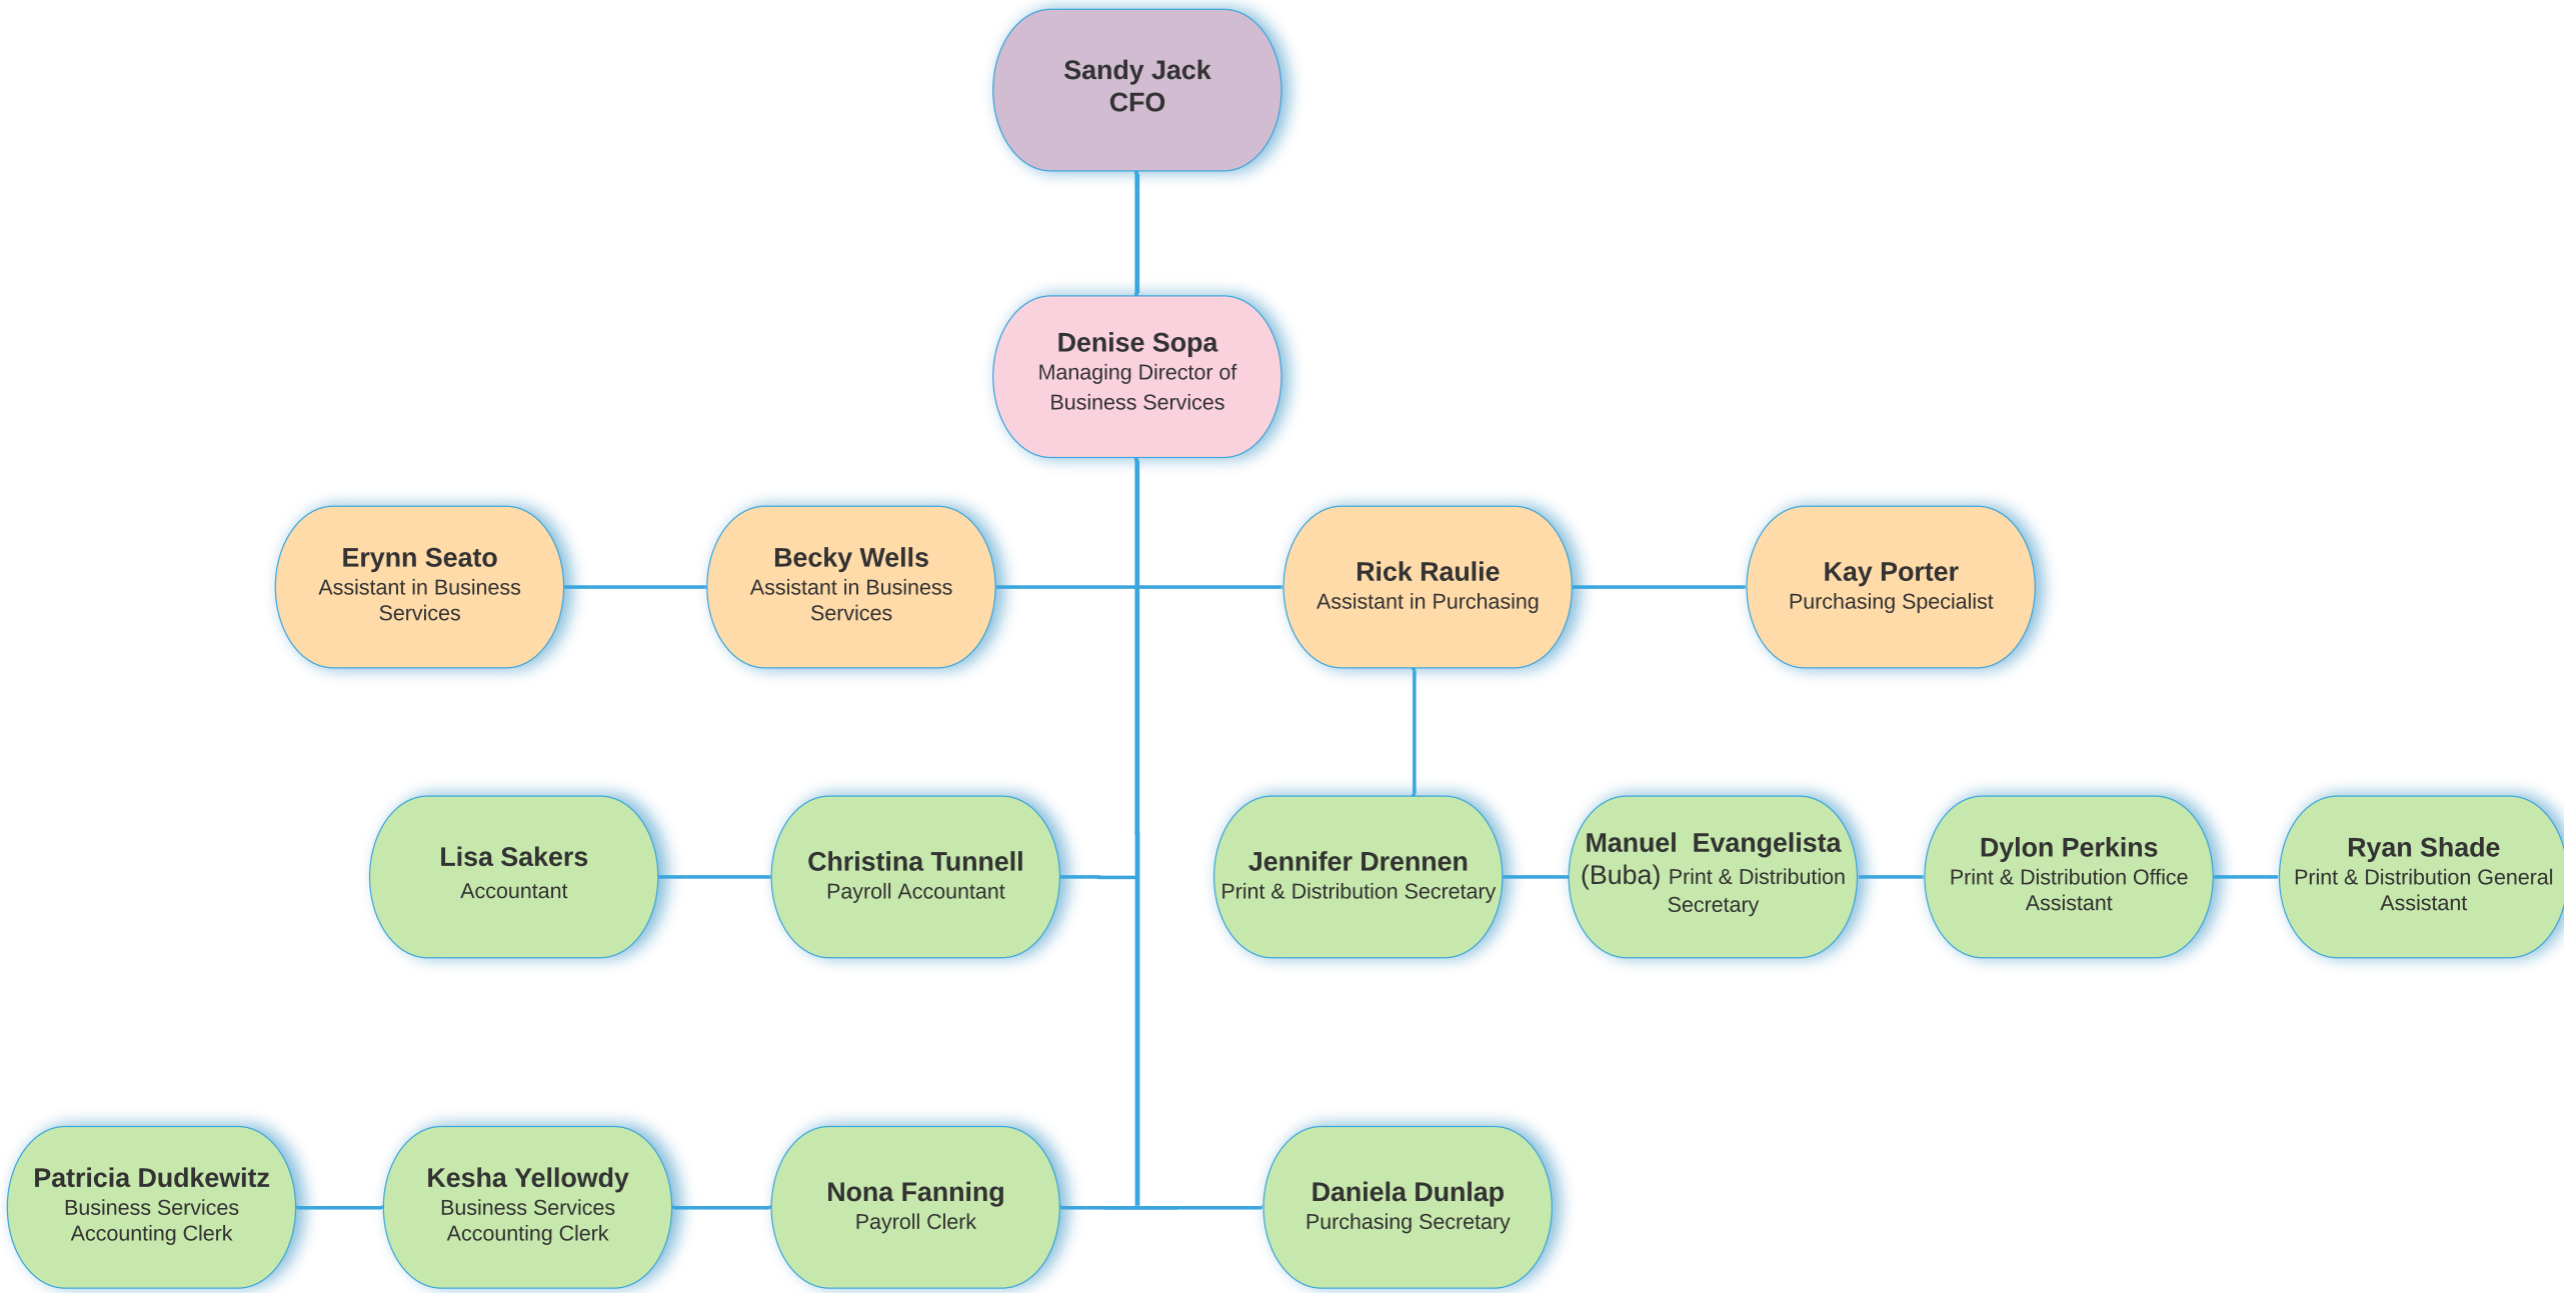 Sandy Jack
CFO
Denise Sopa
Managing Director of
Business Services
Erynn Seato
Assistant in Business
Services
Becky Wells
Assistant in Business
Services
Rick Raulie
Assistant in Purchasing
Kay Porter
Purchasing Specialist
Lisa Sakers
Accountant
Christina Tunnell
Payroll Accountant
Jennifer Drennen
Print & Distribution Secretary
Manuel  Evangelista
(Buba) Print & Distribution
Secretary
Dylon Perkins
Print & Distribution Office
Assistant
Ryan Shade
Print & Distribution General
Assistant
Patricia Dudkewitz
Business Services
Accounting Clerk
Kesha Yellowdy
Business Services
Accounting Clerk
Nona Fanning
Payroll Clerk
Daniela Dunlap
Purchasing Secretary